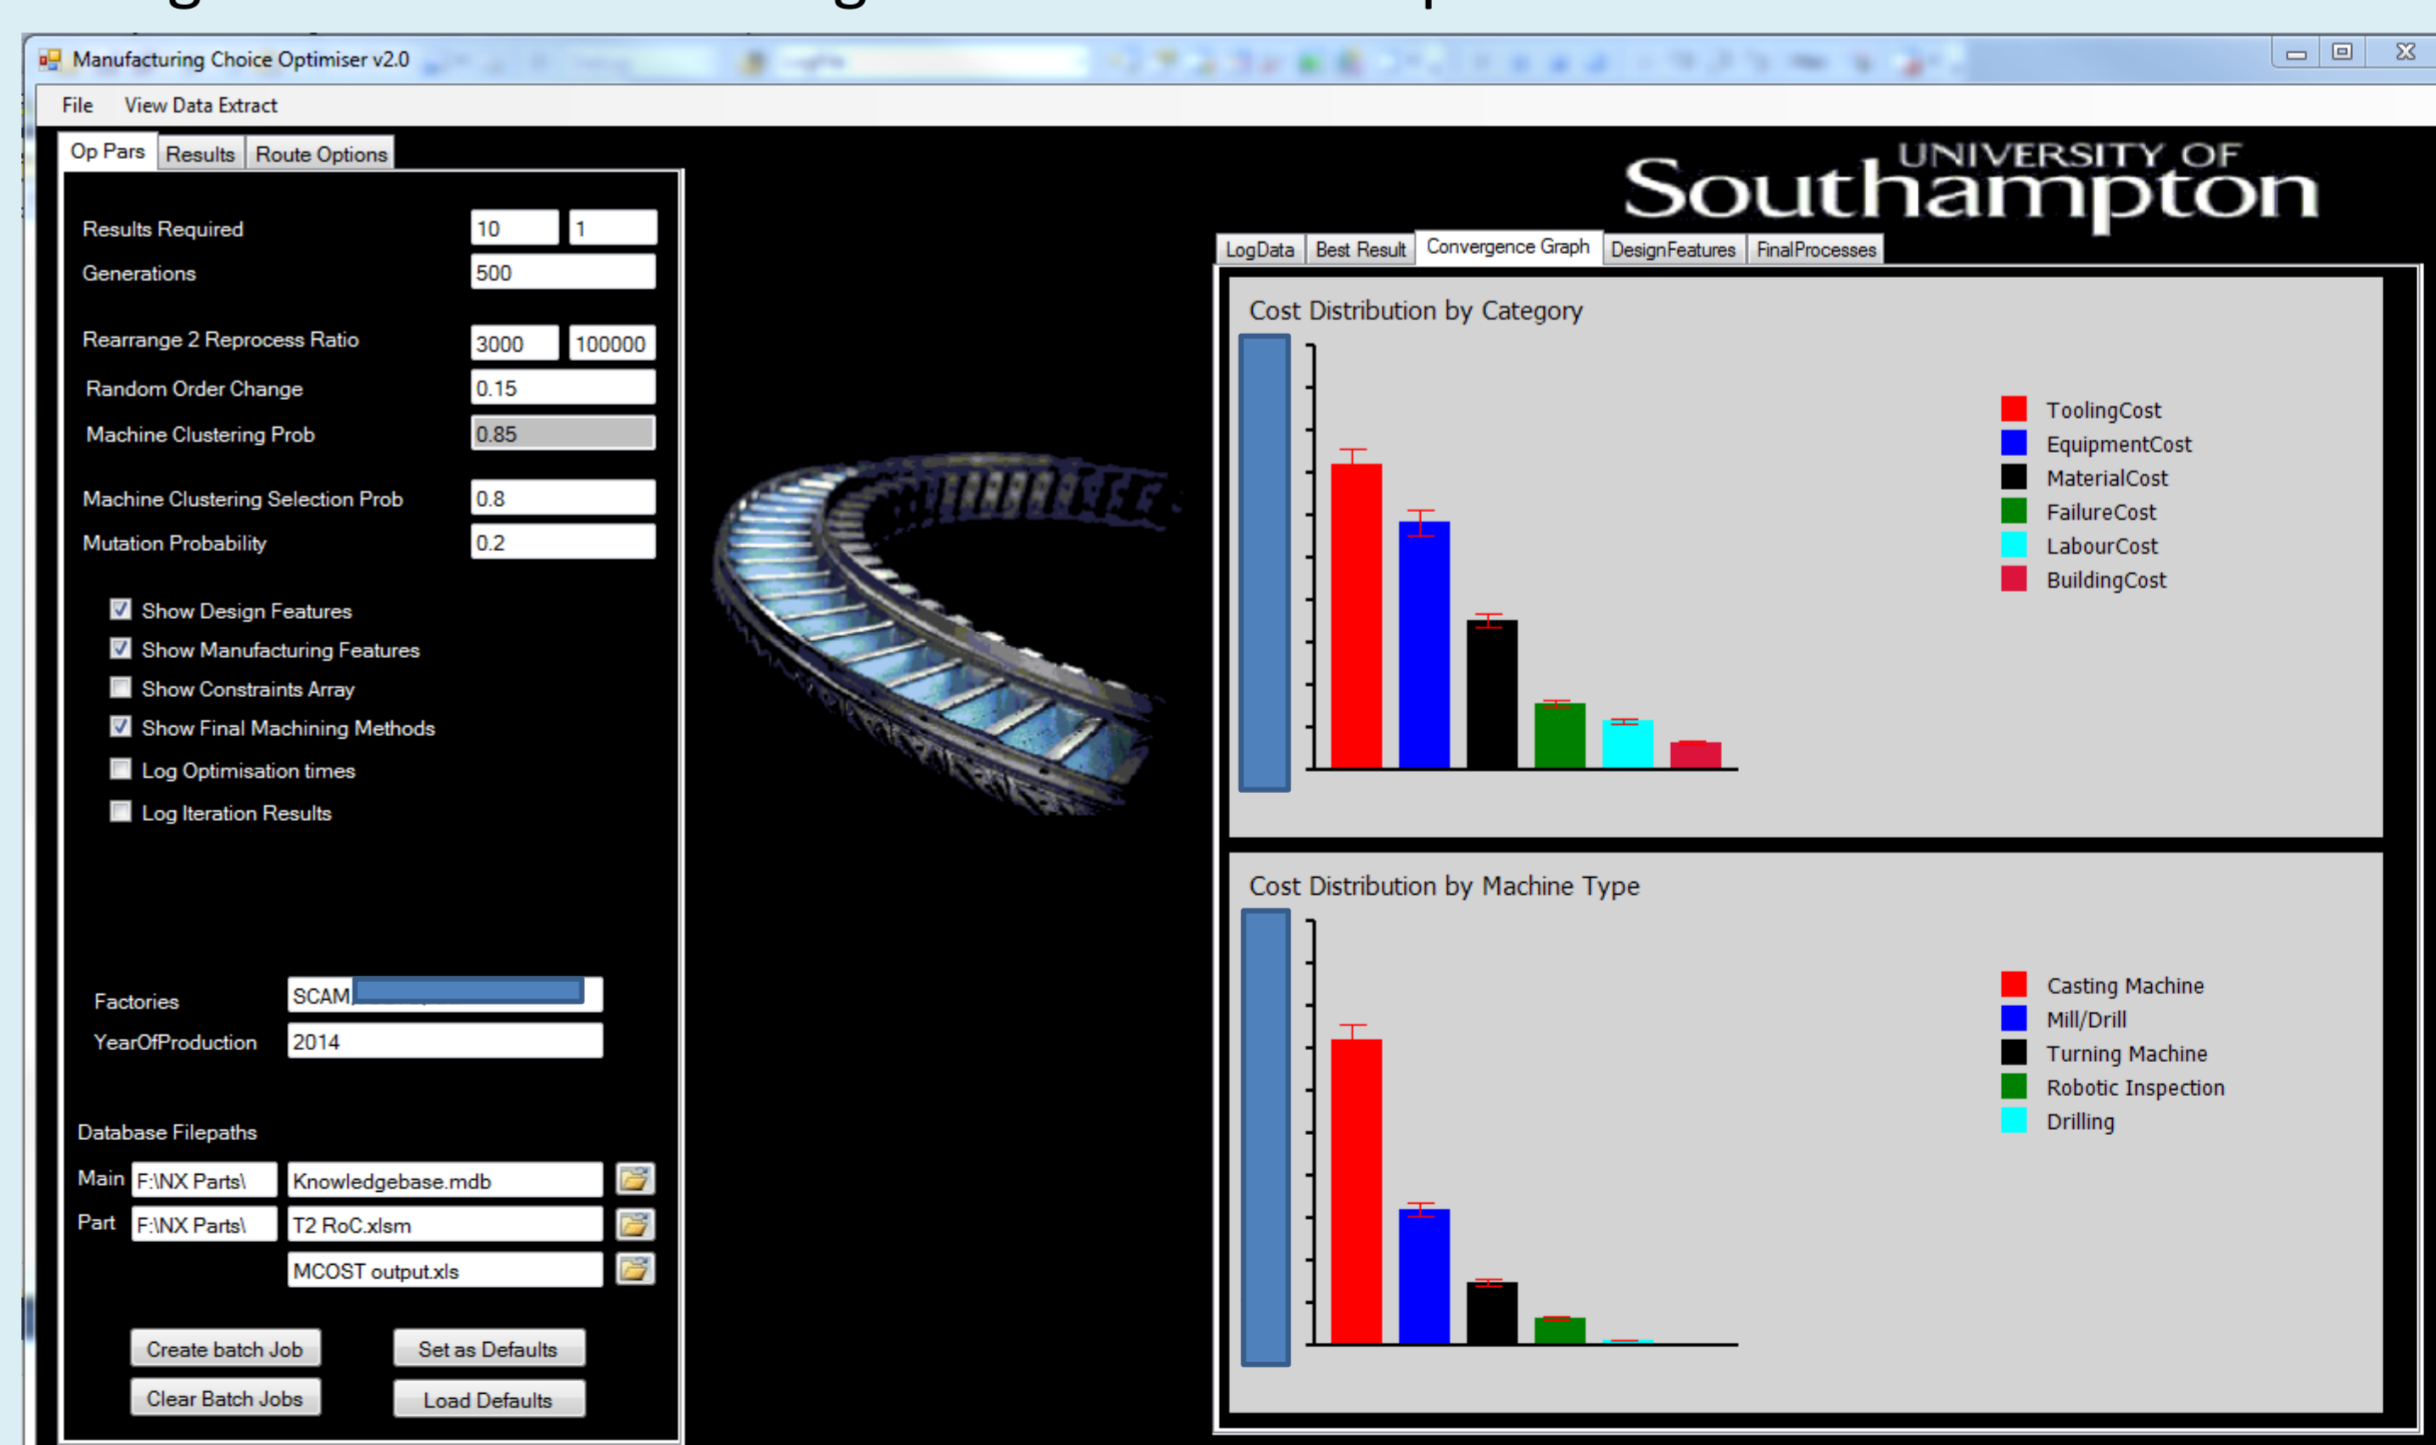 Manufacturing Choice Optimiser v2.0
File View Data Extract
Op Pars Results Route Options
Results Required 10 1
Generations 500
Rearrange 2 Reprocess Ratio 3000 100000
Random Order Change 0.15
Machine Clustering Prob 0.85
Machine Clustering Selection Prob 0.8
Mutation Probability 0.2
Show Design Features
Show Manufacturing Features
Show Constraints Array
Show Final Machining Methods
Log Optimisation times
Log Iteration Results
Factories SCAM,
YearOfProduction 2014
Database Filepaths
Main F:\NX Parts\ Knowledgebase.mdb
Part F:\NX Parts\ T2 RoC.xlsm
MCOST output.xls
Create batch Job Set as Defaults
Clear Batch Jobs Load Defaults
UNIVERSITY OF
Southampton
LogData Best Result Convergence Graph DesignFeatures FinalProcesses
Cost Distribution by Category
ToolingCost
EquipmentCost
MaterialCost
FailureCost
LabourCost
BuildingCost
Cost Distribution by Machine Type
Casting Machine
Mill/Drill
Turning Machine
Robotic Inspection
Drilling